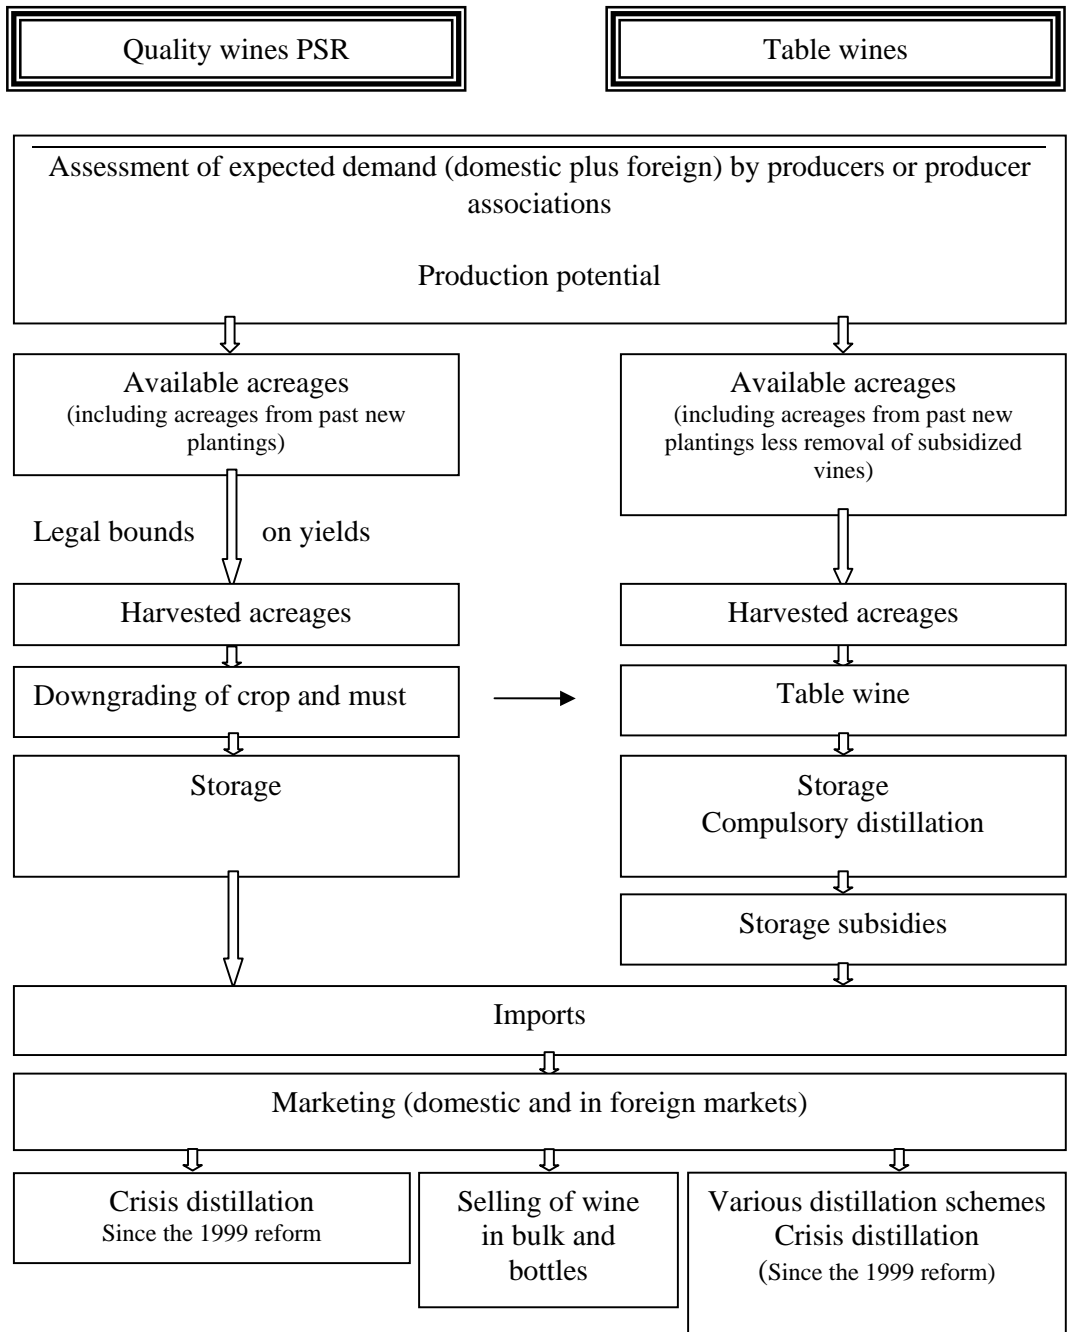 Quality wines PSR
Table wines
Assessment of expected demand (domestic plus foreign) by producers or producer
associations
Production potential
Available acreages
(including acreages from past new
plantings)
Available acreages
(including acreages from past new
plantings less removal of subsidized
vines)
Legal bounds on yields
Harvested acreages
Harvested acreages
Downgrading of crop and must
Table wine
Storage
Storage
Compulsory distillation
Storage subsidies
Imports
Marketing (domestic and in foreign markets)
Crisis distillation
Since the 1999 reform
Selling of wine
in bulk and
bottles
Various distillation schemes
Crisis distillation
(Since the 1999 reform)